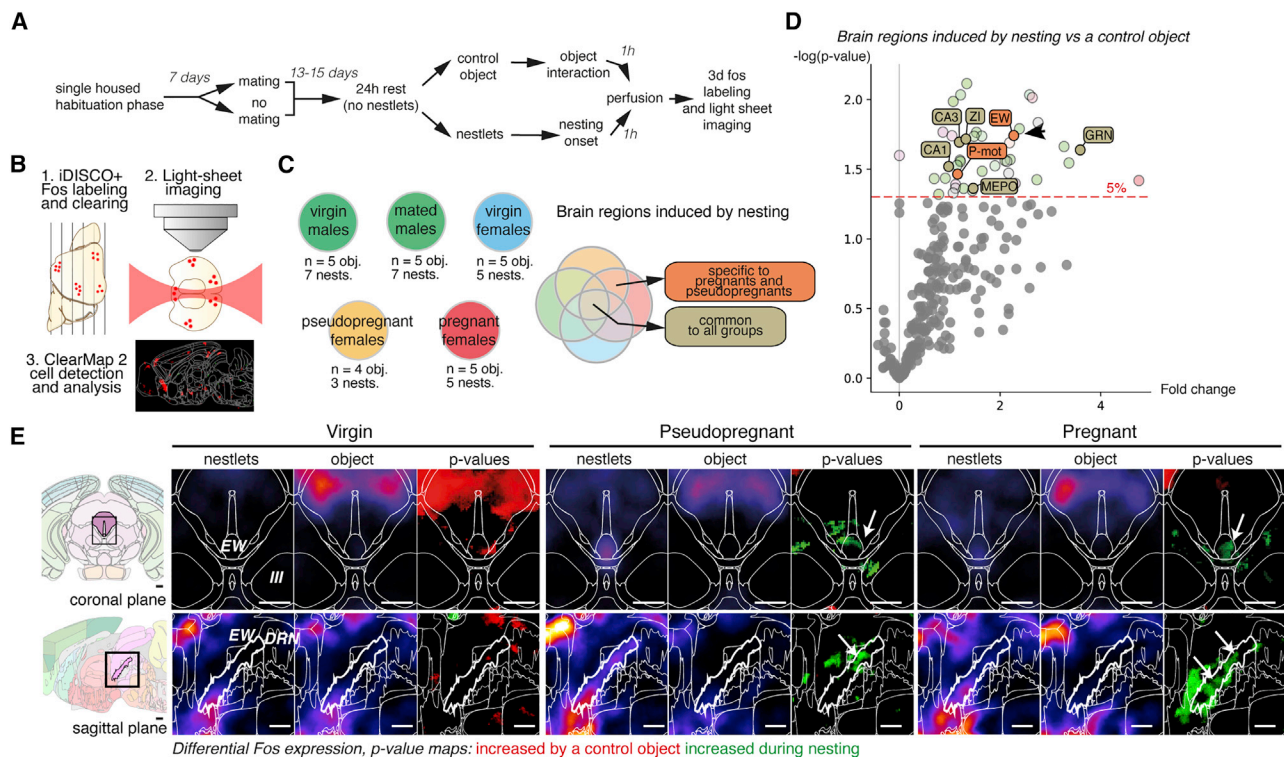 A
single housed
habituation phase
7 days
mating
no
mating
13-15 days
24h rest
(no nestlets)
control
object
nestlets
object
interaction
nesting
onset
1h
perfusion
1h
3d fos
labeling
and light sheet
imaging
B
1. iDISCO+
Fos labeling
and clearing
2. Light-sheet
imaging
3. ClearMap 2
cell detection
and analysis
C
virgin
males
n = 5 obj.
7 nests.
mated
males
n = 5 obj.
7 nests.
virgin
females
n = 5 obj.
5 nests.
pseudopregnant
females
n = 4 obj.
3 nests.
pregnant
females
n = 5 obj.
5 nests.
Brain regions induced by nesting
specific to
pregnants and
pseudopregnants
common
to all groups
D
Brain regions induced by nesting vs a control object
-log(p-value)
2.0
1.5
1.0
0.5
0.0
CA3
ZI
EW
GRN
CA1
P-mot
MEPO
5%
Fold change
0
2
4
E
Virgin
Pseudopregnant
Pregnant
nestlets
object
p-values
nestlets
object
p-values
nestlets
object
p-values
EW
III
coronal plane
EW
DRN
sagittal plane
Differential Fos expression, p-value maps: increased by a control object increased during nesting